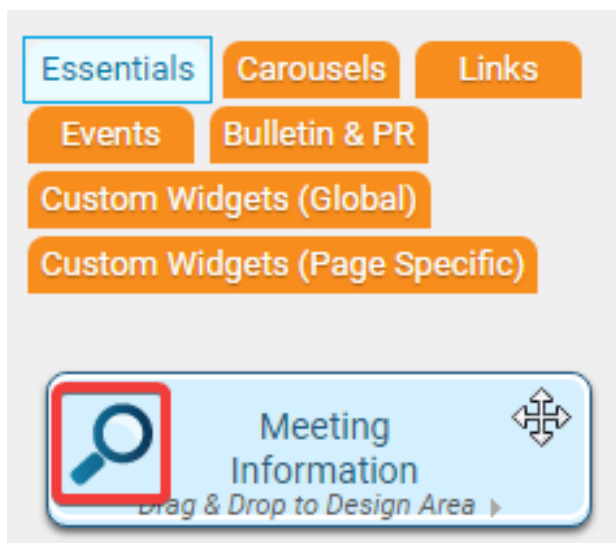 Essentials Carousels Links
Events Bulletin & PR
Custom Widgets (Global)
Custom Widgets (Page Specific)
Meeting
Information
Drag & Drop to Design Area